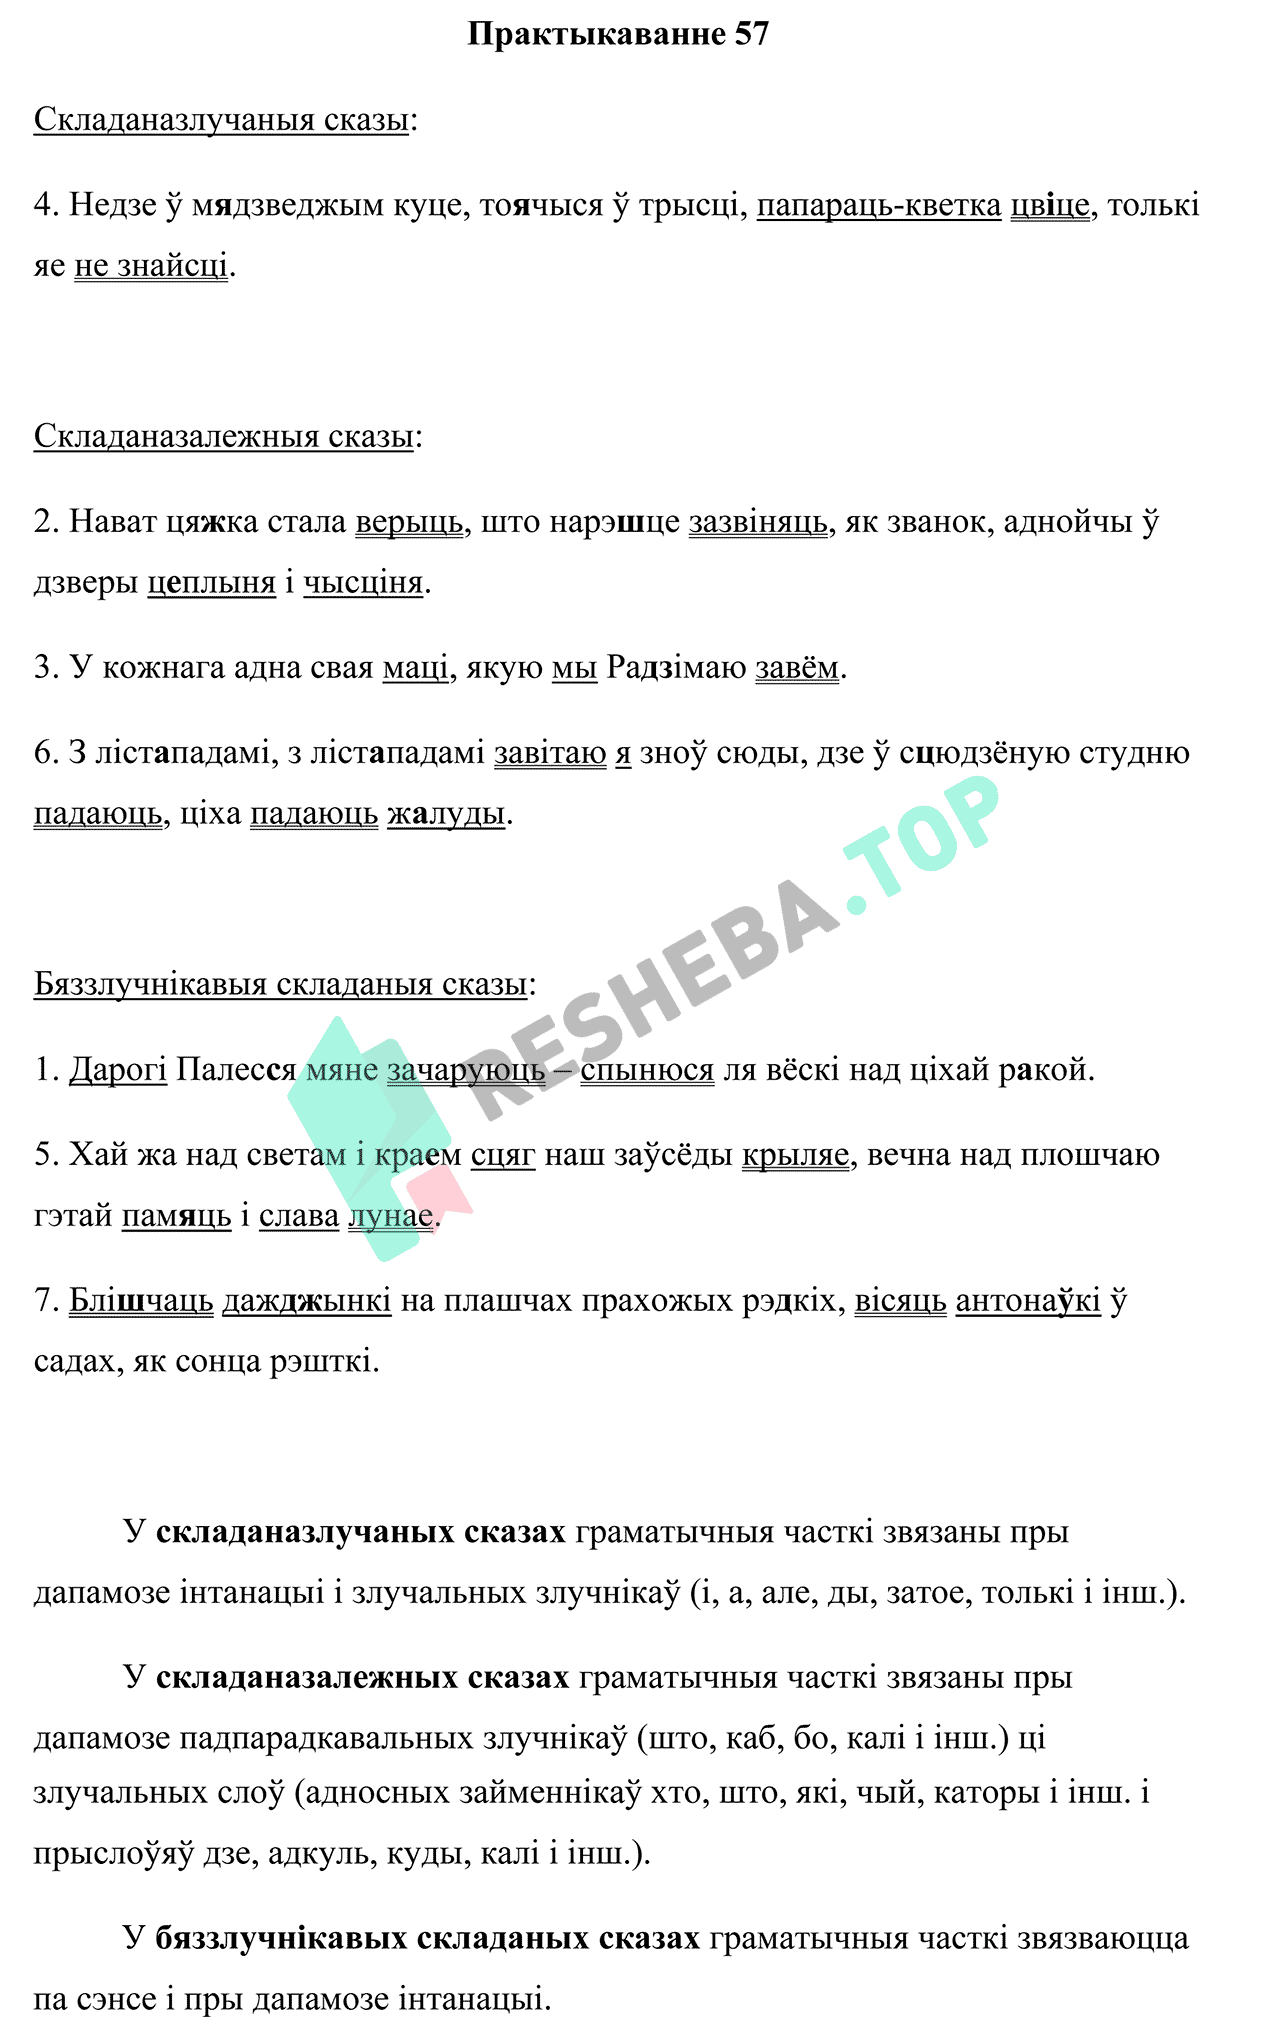 Практыкаванне 57
Складаназлучаныя сказы:
4. Недзе ў мядзведжым куце, тоячыся ў трысці, папараць-кветка цвіце, толькі
яе не знайсці.
Складаназалежныя сказы:
2. Нават цяжка стала верыць, што нарэшце зазвіняць, як званок, аднойчы ў
дзверы цеплыня і чысціня.
3. У кожнага адна свая маці, якую мы Радзімаю завём.
6. З лістападамі, з лістападамі завітаю я зноў сюды, дзе ў сцюдзёную студню
падаюць, ціха падаюць жалуды.
RESHEBA.TOP
Бяззлучнікавыя складаныя сказы:
1. Дарогі Палесся мяне зачаруюць – спынюся ля вёскі над ціхай ракой.
5. Хай жа над светам і краем сцяг наш заўсёды крыляе, вечна над плошчаю
гэтай памяць і слава лунае.
7. Блішчаць дажджынкі на плашчах прахожых рэдкіх, вісяць антонаўкі ў
садах, як сонца рэшткі.
У складаназлучаных сказах граматычныя часткі звязаны пры
дапамозе інтанацыі і злучальных злучнікаў (і, а, але, ды, затое, толькі і інш.).
У складаназалежных сказах граматычныя часткі звязаны пры
дапамозе падпарадкавальных злучнікаў (што, каб, бо, калі і інш.) ці
злучальных слоў (адносных займеннікаў хто, што, які, чый, каторы і інш. і
прыслоўяў дзе, адкуль, куды, калі і інш.).
У бяззлучнікавых складаных сказах граматычныя часткі звязваюцца
па сэнсе і пры дапамозе інтанацыі.